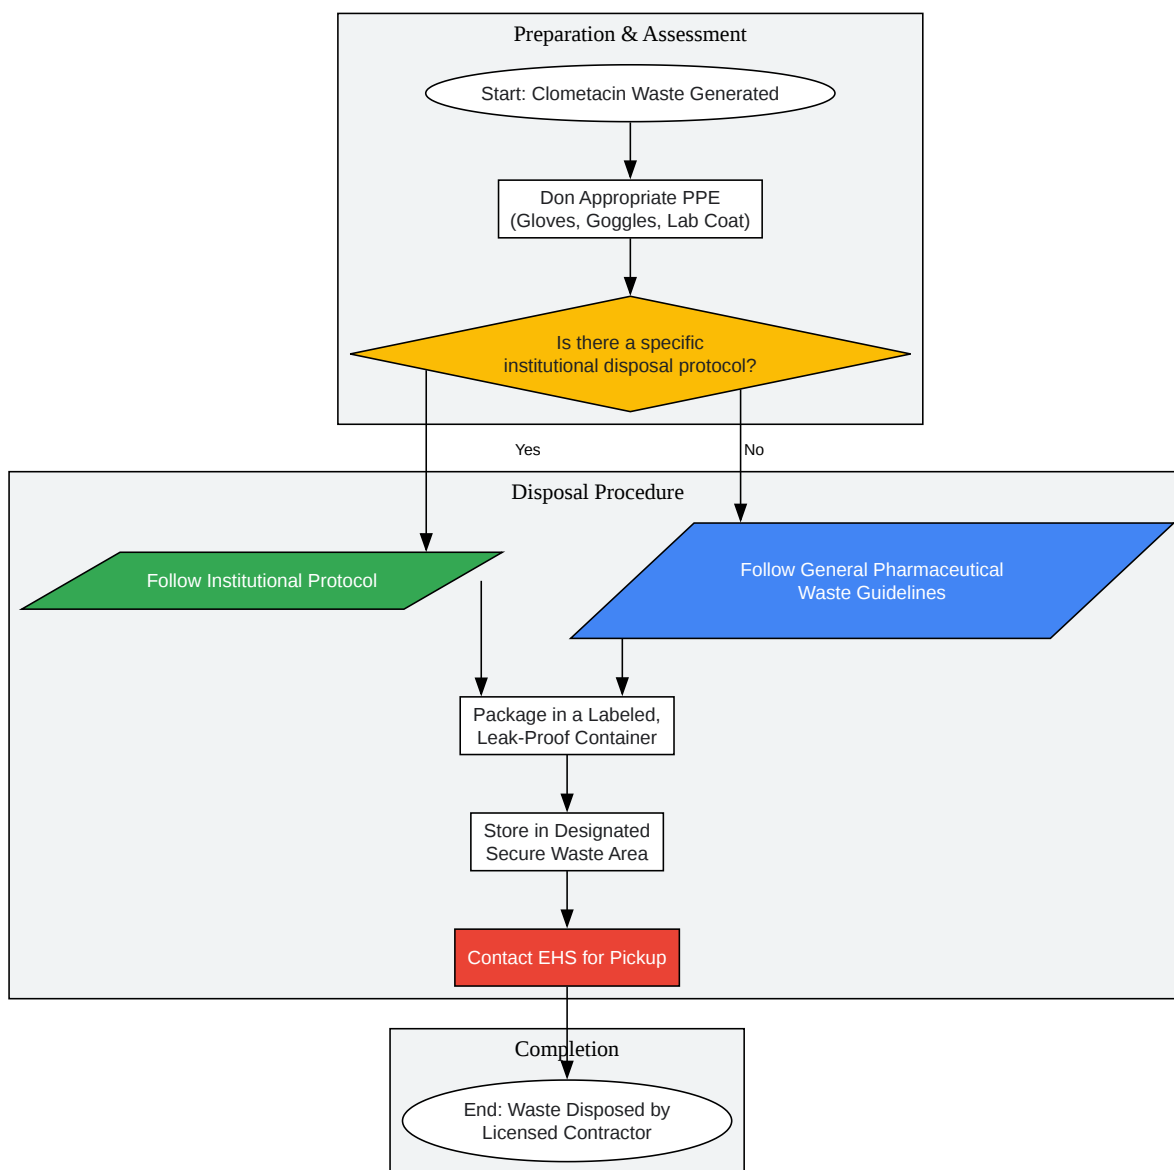 Preparation & Assessment
Start: Clometacin Waste Generated
Don Appropriate PPE
(Gloves, Goggles, Lab Coat)
Is there a specific
institutional disposal protocol?
Yes
No
Disposal Procedure
Follow Institutional Protocol
Follow General Pharmaceutical
Waste Guidelines
Package in a Labeled,
Leak-Proof Container
Store in Designated
Secure Waste Area
Contact EHS for Pickup
Completion
End: Waste Disposed by
Licensed Contractor